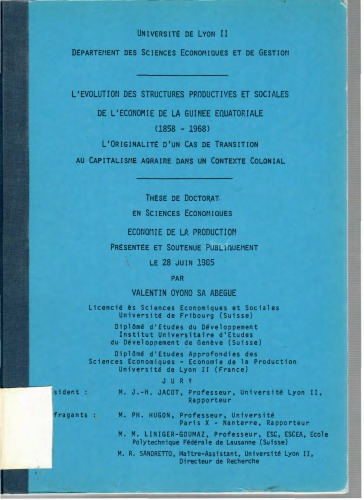 UNIVERSITÉ DE LYON II
DÉPARTEMENT DES SCIENCES ECONOMIQUES ET DE GESTION
L'EVOLUTION DES STRUCTURES PRODUCTIVES ET SOCIALES
DE L'ECONOMIE DE LA GUINEE EQUATORIALE
(1858 - 1968)
L'ORIGINALITÉ D'UN CAS DE TRANSITION
AU CAPITALISME AGRAIRE DANS UN CONTEXTE COLONIAL
THÈSE DE DOCTORAT
EN SCIENCES ECONOMIQUES
ECONOMIE DE LA PRODUCTION
PRÉSENTÉE ET SOUTENUE PUBLIQUEMENT
LE 28 JUIN 1985
PAR
VALENTIN OYONO SA ABEGUE
Licencié ès Sciences Economiques et Sociales
Université de Fribourg (Suisse)
Diplômé d'Etudes du Développement
Institut Universitaire d'Etudes
du Développement de Genève (Suisse)
Diplômé d'Etudes Approfondies des
Sciences Economiques - Economie de la Production
Université de Lyon II (France)
J U R Y
sident : M. J.-H. JACOT, Professeur, Université Lyon II,
Rapporteur
fragants : M. PH. HUGON, Professeur, Université
Paris X - Nanterre, Rapporteur
M. M. LINIGER-GOUMAZ, Professeur, ESC, ESCEA, Ecole
Polytechnique Fédérale de Lausanne (Suisse)
M. R. SANDRETTO, Maître-Assistant, Université Lyon II,
Directeur de Recherche